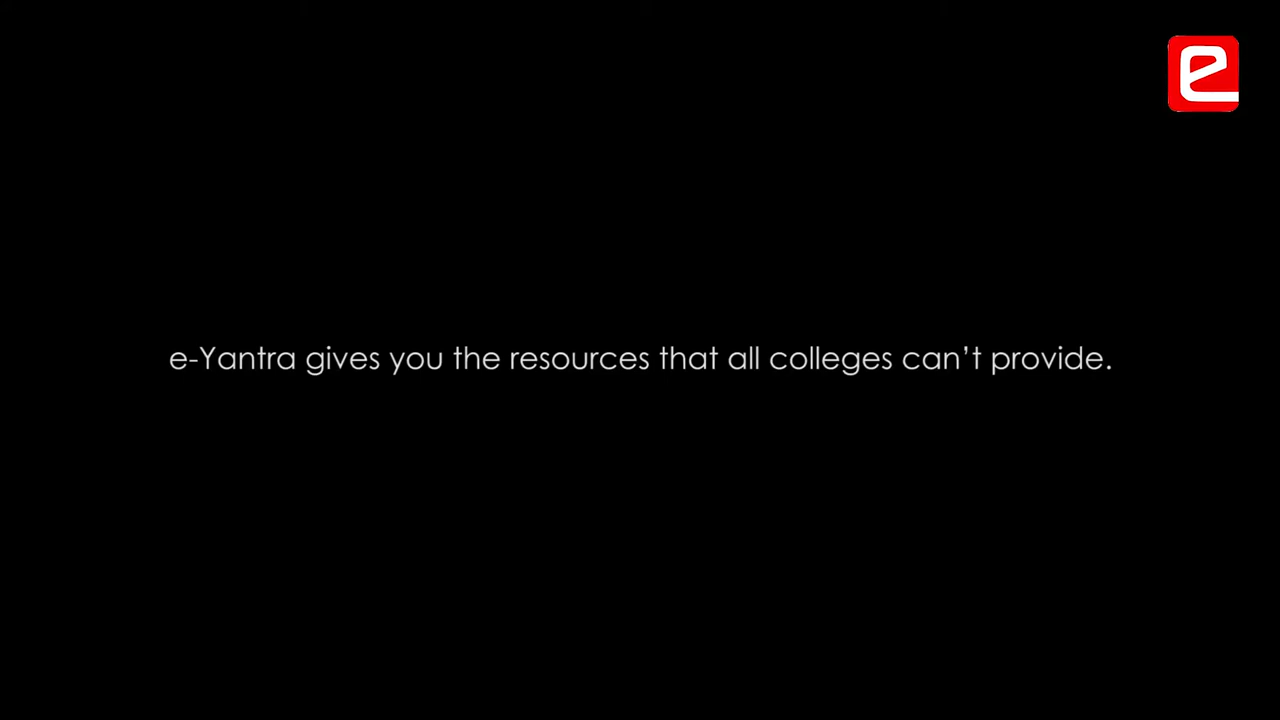 e
e-Yantra gives you the resources that all colleges can’t provide.